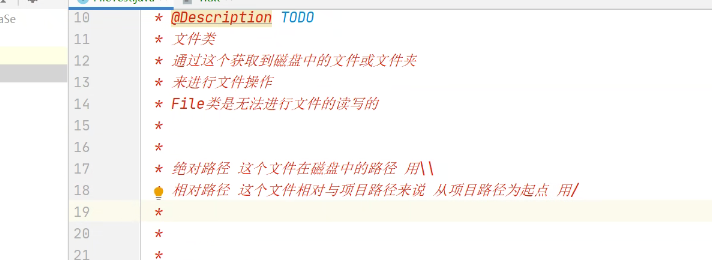 aSe
10 * @Description TODO
11 * 文件类
12 * 通过这个获取到磁盘中的文件或文件夹
13 * 来进行文件操作
14 * File类是无法进行文件的读写的
15 *
16 *
17 * 绝对路径 这个文件在磁盘中的路径 用\\
18 * 相对路径 这个文件相对与项目路径来说 从项目路径为起点 用/
19 *
20 *
21 *